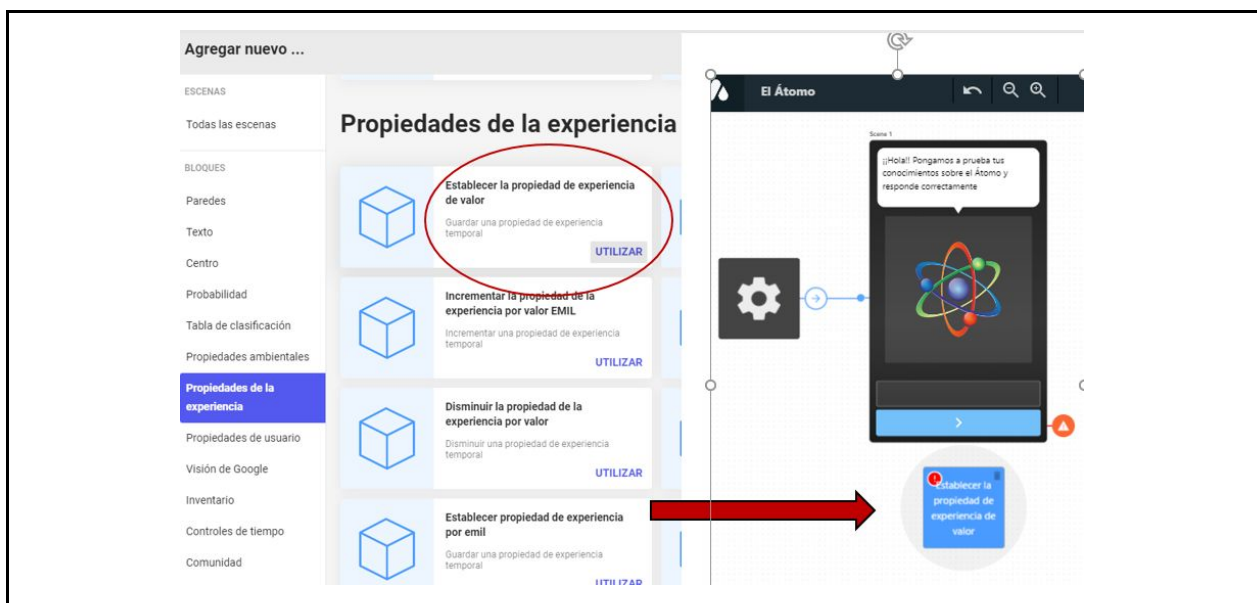 Agregar nuevo ...
ESCENAS
Todas las escenas
BLOQUES
Paredes
Texto
Centro
Probabilidad
Tabla de clasificación
Propiedades ambientales
Propiedades de la
experiencia
Propiedades de usuario
Visión de Google
Inventario
Controles de tiempo
Comunidad
Propiedades de la experiencia
Establecer la propiedad de experiencia
de valor
Guardar una propiedad de experiencia
temporal
UTILIZAR
Incrementar la propiedad de la
experiencia por valor EMIL
Incrementar una propiedad de experiencia
temporal
UTILIZAR
Disminuir la propiedad de la
experiencia por valor
Disminuir una propiedad de experiencia
temporal
UTILIZAR
Establecer propiedad de experiencia
por emil
Guardar una propiedad de experiencia
temporal
UTILIZAR
El Átomo
Scene 1
¡¡Hola!! Pongamos a prueba tus
conocimientos sobre el Átomo y
responde correctamente
Establecer la
propiedad de
experiencia de
valor